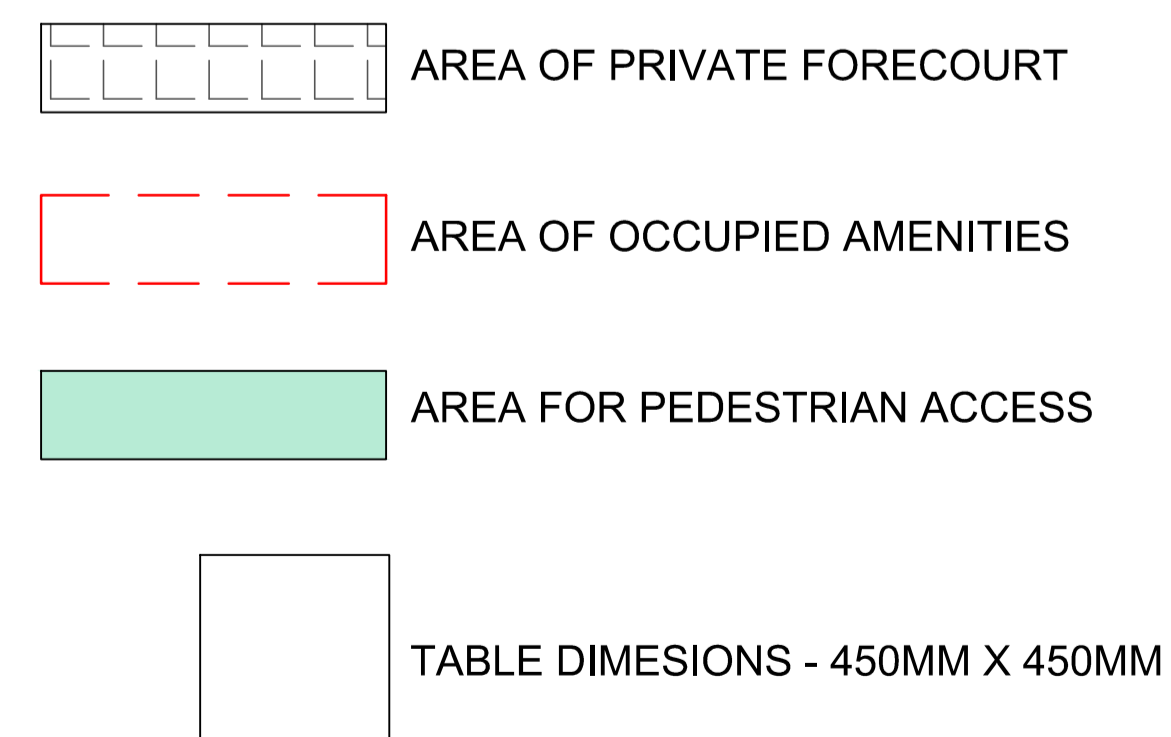 AREA OF PRIVATE FORECOURT
AREA OF OCCUPIED AMENITIES
AREA FOR PEDESTRIAN ACCESS
TABLE DIMESIONS - 450MM X 450MM